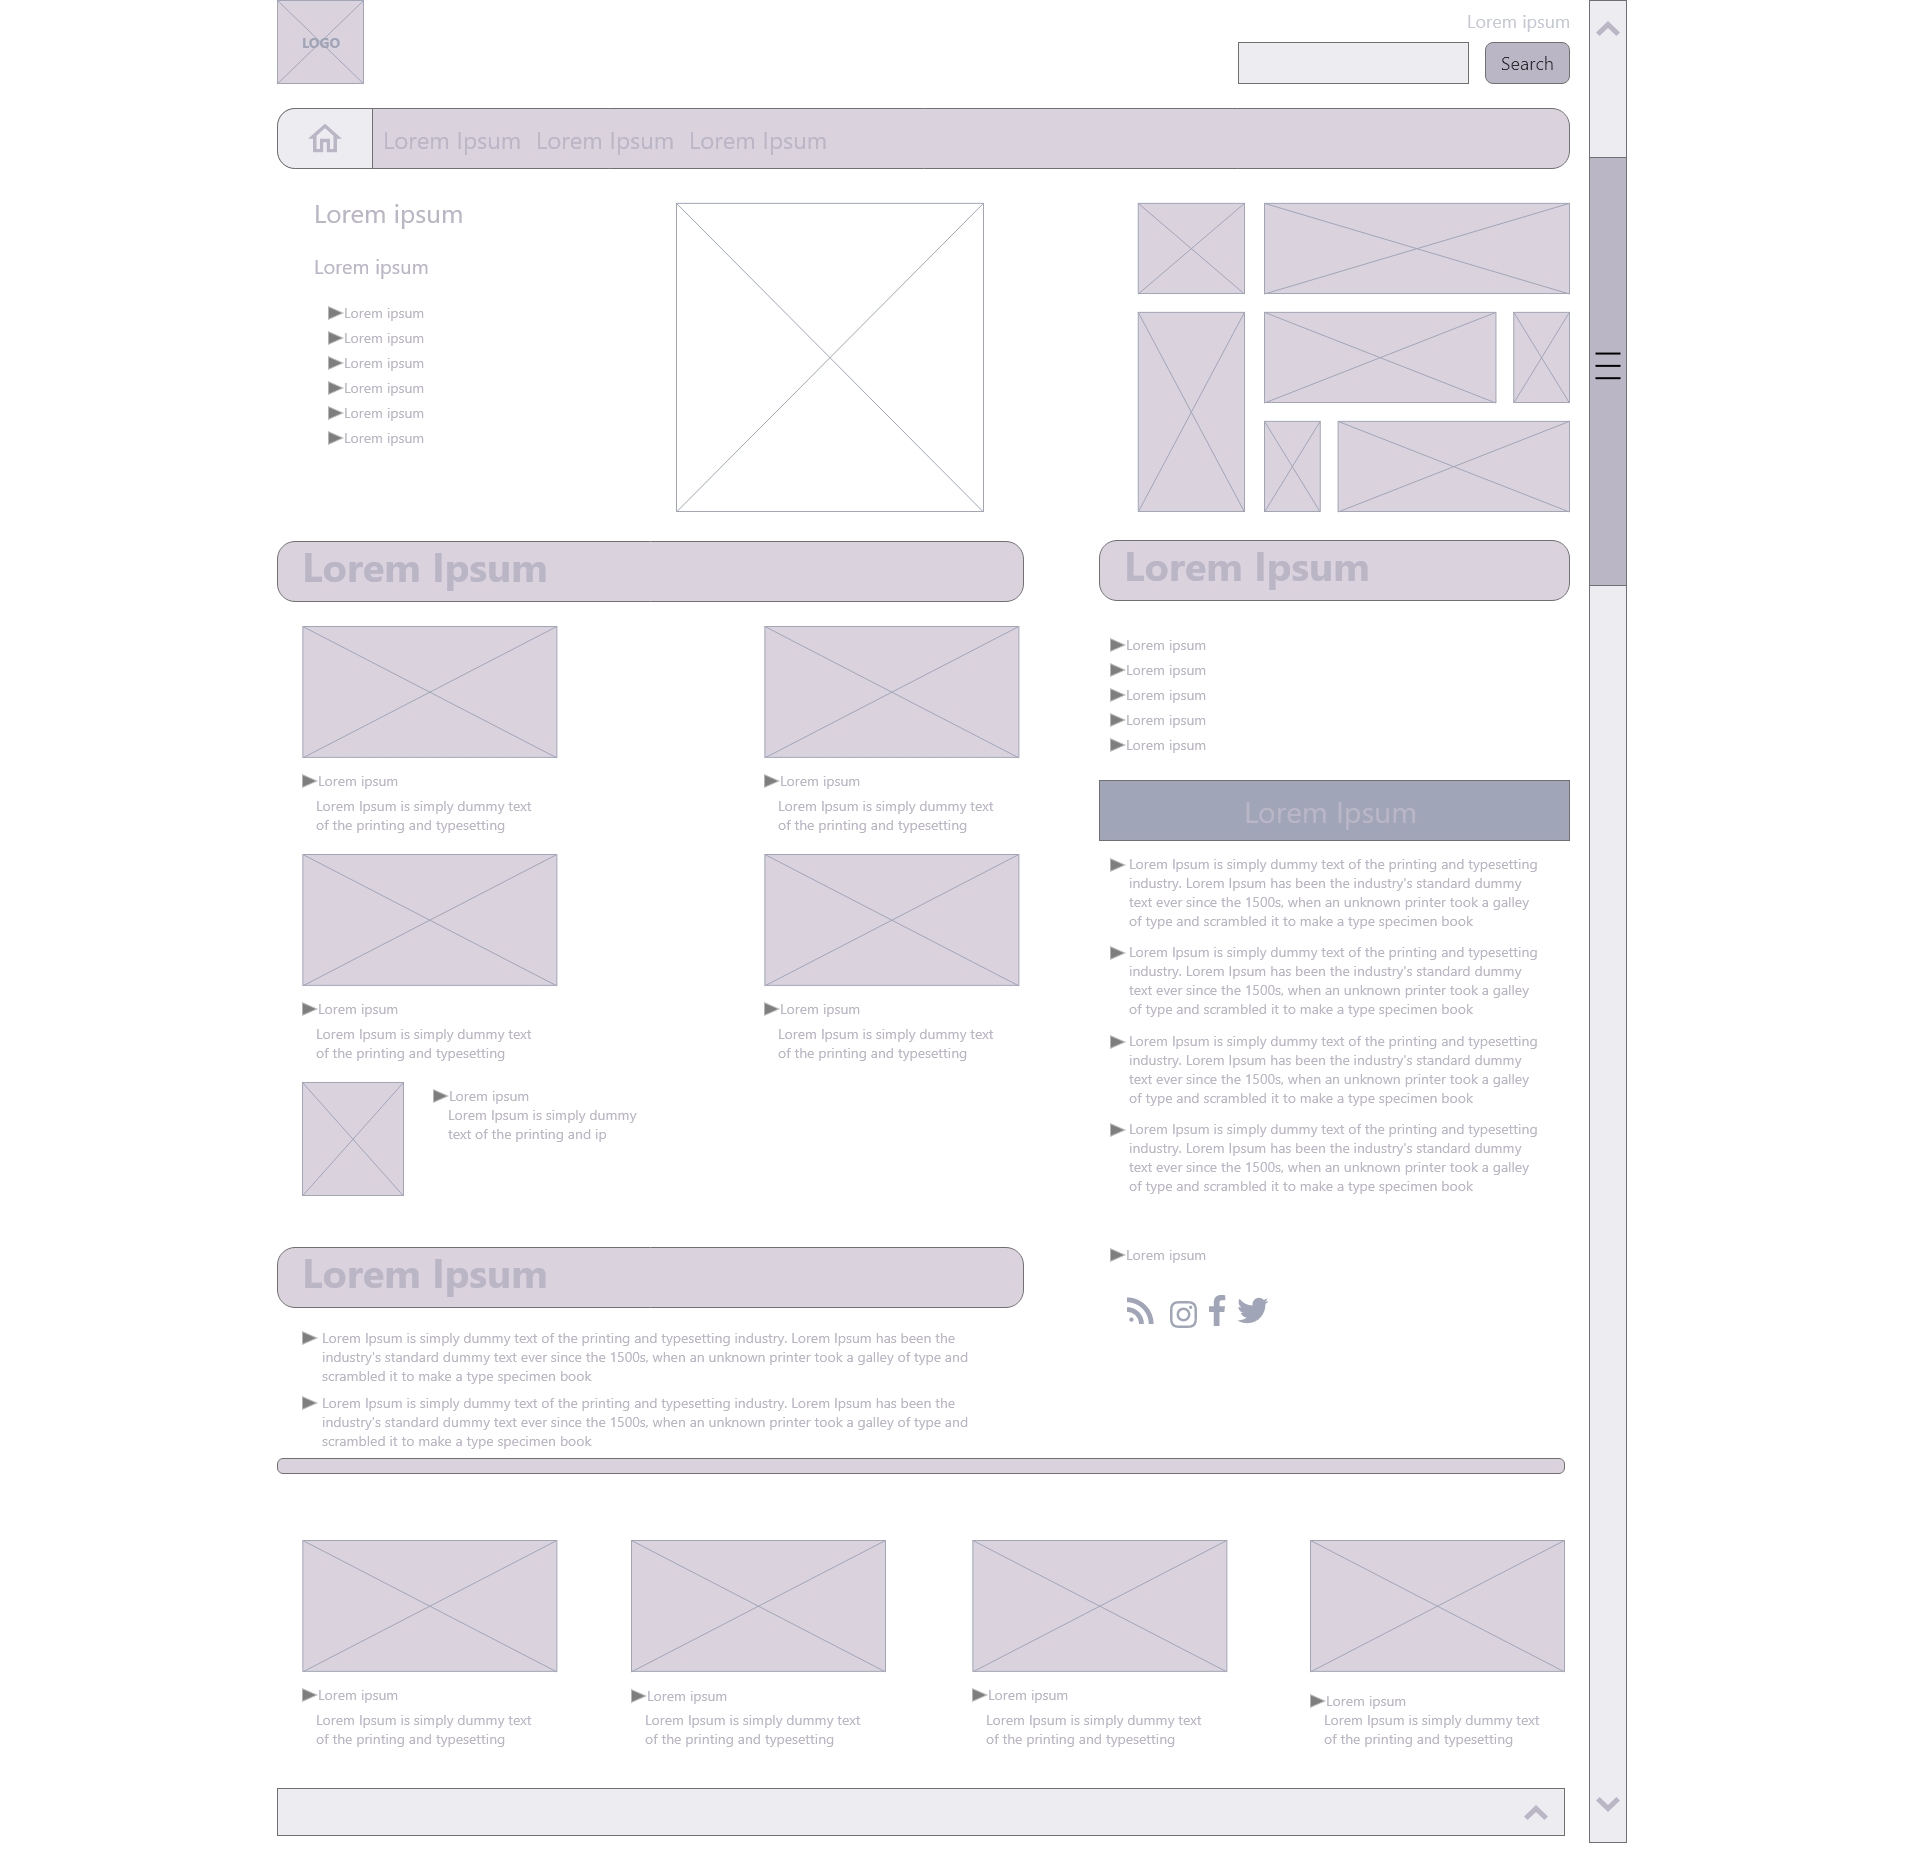 LOGO
Lorem ipsum
Search
Lorem Ipsum Lorem Ipsum Lorem Ipsum
Lorem ipsum
Lorem ipsum
Lorem ipsum
Lorem ipsum
Lorem ipsum
Lorem ipsum
Lorem ipsum
Lorem ipsum
Lorem Ipsum
Lorem ipsum
Lorem Ipsum is simply dummy text
of the printing and typesetting
Lorem ipsum
Lorem Ipsum is simply dummy text
of the printing and typesetting
Lorem ipsum
Lorem Ipsum is simply dummy text
of the printing and typesetting
Lorem ipsum
Lorem Ipsum is simply dummy text
of the printing and typesetting
Lorem ipsum
Lorem Ipsum is simply dummy
text of the printing and ip
Lorem Ipsum
Lorem Ipsum is simply dummy text of the printing and typesetting industry. Lorem Ipsum has been the
industry's standard dummy text ever since the 1500s, when an unknown printer took a galley of type and
scrambled it to make a type specimen book
Lorem Ipsum is simply dummy text of the printing and typesetting industry. Lorem Ipsum has been the
industry's standard dummy text ever since the 1500s, when an unknown printer took a galley of type and
scrambled it to make a type specimen book
Lorem Ipsum
Lorem ipsum
Lorem ipsum
Lorem ipsum
Lorem ipsum
Lorem ipsum
Lorem Ipsum
Lorem Ipsum is simply dummy text of the printing and typesetting
industry. Lorem Ipsum has been the industry's standard dummy
text ever since the 1500s, when an unknown printer took a galley
of type and scrambled it to make a type specimen book
Lorem Ipsum is simply dummy text of the printing and typesetting
industry. Lorem Ipsum has been the industry's standard dummy
text ever since the 1500s, when an unknown printer took a galley
of type and scrambled it to make a type specimen book
Lorem Ipsum is simply dummy text of the printing and typesetting
industry. Lorem Ipsum has been the industry's standard dummy
text ever since the 1500s, when an unknown printer took a galley
of type and scrambled it to make a type specimen book
Lorem Ipsum is simply dummy text of the printing and typesetting
industry. Lorem Ipsum has been the industry's standard dummy
text ever since the 1500s, when an unknown printer took a galley
of type and scrambled it to make a type specimen book
Lorem ipsum
Lorem ipsum
Lorem Ipsum is simply dummy text
of the printing and typesetting
Lorem ipsum
Lorem Ipsum is simply dummy text
of the printing and typesetting
Lorem ipsum
Lorem Ipsum is simply dummy text
of the printing and typesetting
Lorem ipsum
Lorem Ipsum is simply dummy text
of the printing and typesetting